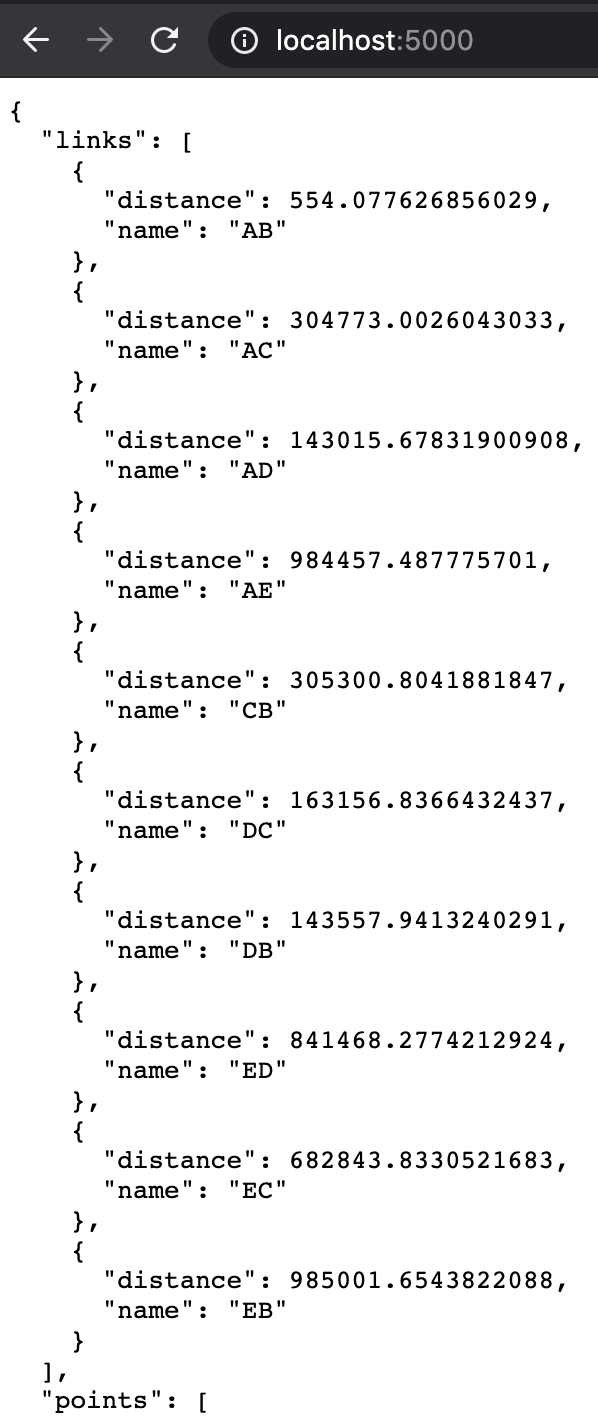 localhost:5000
{
  "links": [
    {
      "distance": 554.077626856029,
      "name": "AB"
    },
    {
      "distance": 304773.0026043033,
      "name": "AC"
    },
    {
      "distance": 143015.67831900908,
      "name": "AD"
    },
    {
      "distance": 984457.487775701,
      "name": "AE"
    },
    {
      "distance": 305300.8041881847,
      "name": "CB"
    },
    {
      "distance": 163156.8366432437,
      "name": "DC"
    },
    {
      "distance": 143557.9413240291,
      "name": "DB"
    },
    {
      "distance": 841468.2774212924,
      "name": "ED"
    },
    {
      "distance": 682843.8330521683,
      "name": "EC"
    },
    {
      "distance": 985001.6543822088,
      "name": "EB"
    }
  ],
  "points": [